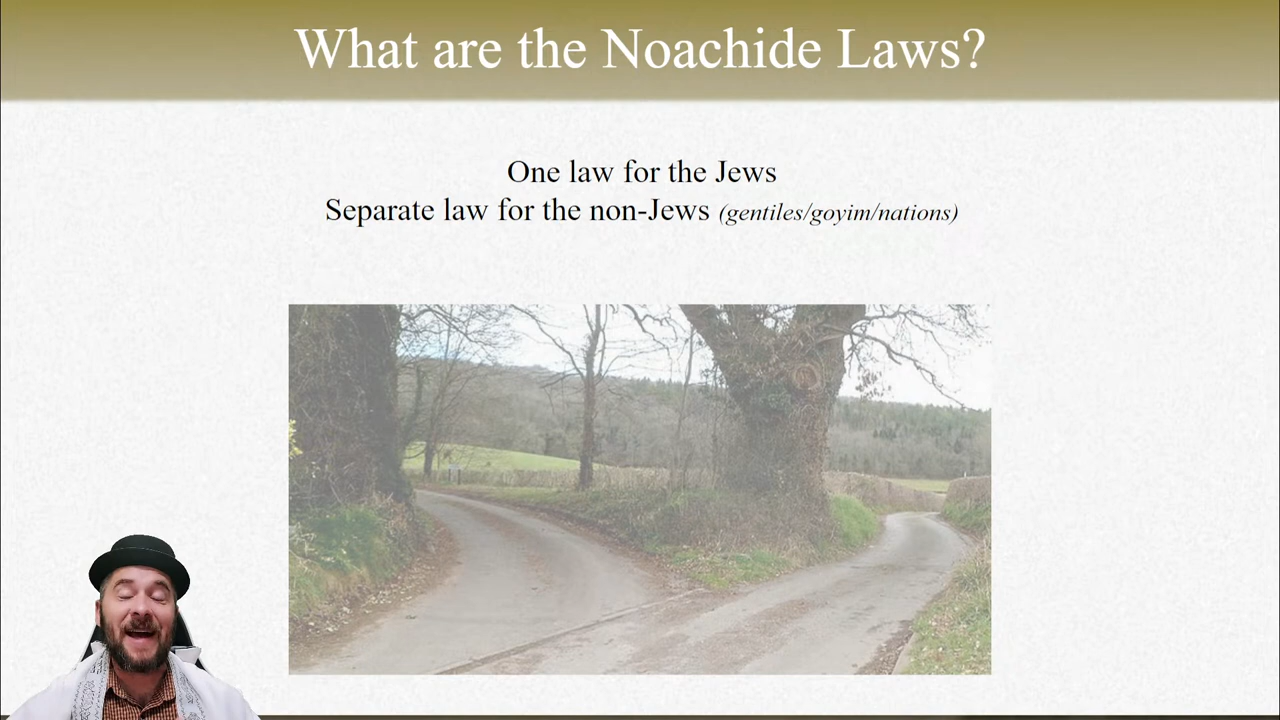 What are the Noachide Laws?
One law for the Jews
Separate law for the non-Jews (gentiles/goyim/nations)